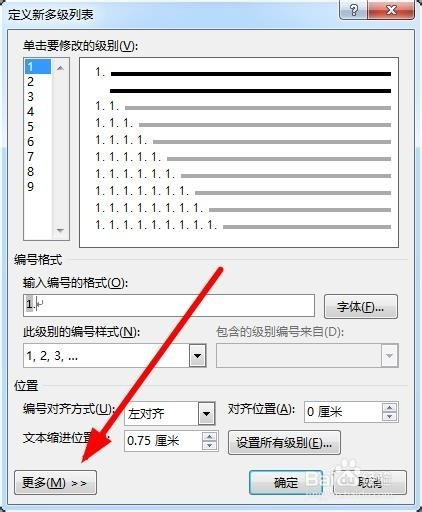 定义新多级列表
单击要修改的级别(V):
1
2
3
4
5
6
7
8
9
1.
1. 1.
1. 1. 1.
1. 1. 1. 1.
1. 1. 1. 1. 1.
1. 1. 1. 1. 1. 1.
1. 1. 1. 1. 1. 1. 1.
1. 1. 1. 1. 1. 1. 1. 1.
1. 1. 1. 1. 1. 1. 1. 1. 1.
编号格式
输入编号的格式(O):
1.
字体(F)...
此级别的编号样式(N):
包含的级别编号来自(D):
1, 2, 3, ...
位置
编号对齐方式(U):
左对齐
对齐位置(A):
0 厘米
文本缩进位置
0.75 厘米
设置所有级别(E)...
更多(M) >>
确定
取消
Baidu 经验